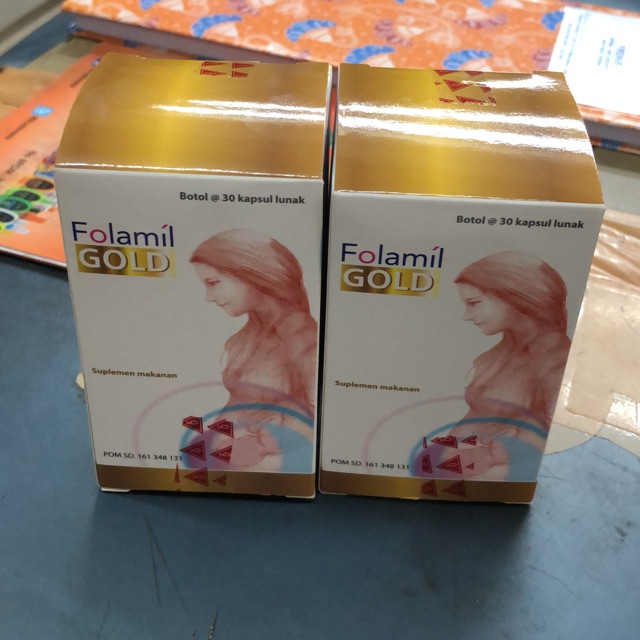 Botol @ 30 kapsul lunak
Folamil
GOLD
Suplemen makanan
POM SD. 161 348 131
Botol @ 30 kapsul lunak
Folamil
GOLD
Suplemen makanan
POM SD. 161 348 131